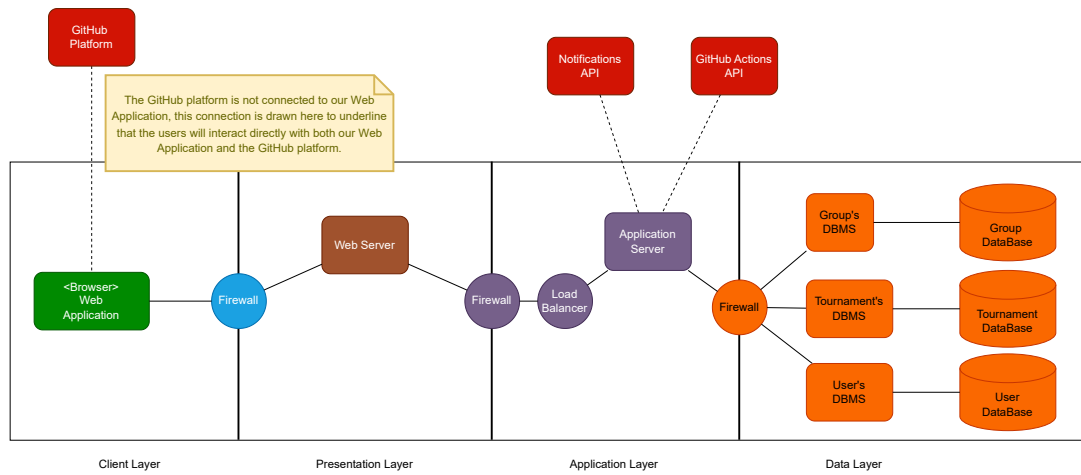 GitHub
Platform
Notifications
API
GitHub Actions
API
The GitHub platform is not connected to our Web
Application, this connection is drawn here to underline
that the users will interact directly with both our Web
Application and the GitHub platform.
<Browser>
Web
Application
Firewall
Web Server
Firewall
Load
Balancer
Application
Server
Firewall
Group's
DBMS
Group
DataBase
Tournament's
DBMS
Tournament
DataBase
User's
DBMS
User
DataBase
Client Layer
Presentation Layer
Application Layer
Data Layer